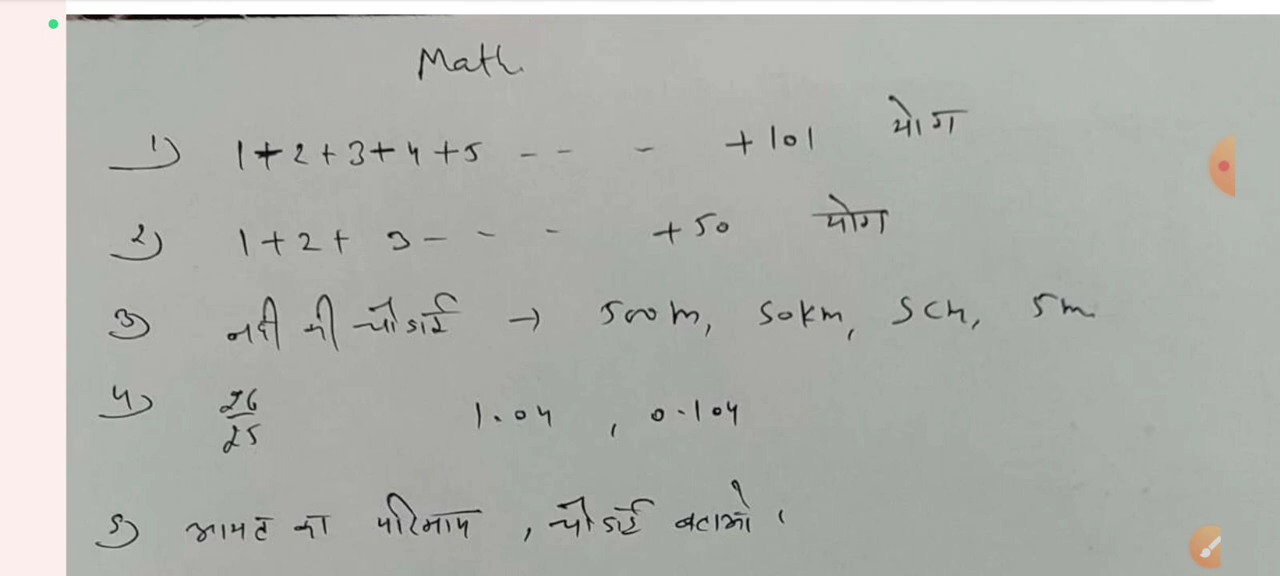 Math.
1) 1+2+3+4+5 - - - +101 योग
2) 1+2+ 3 - - - +50 योग
3) नदी की चौडाई → 500m, 50km, 5cm, 5m
4) 26/25 1.04 , 0.104
5) आयत का परिमाप , चौडाई बताओ ।